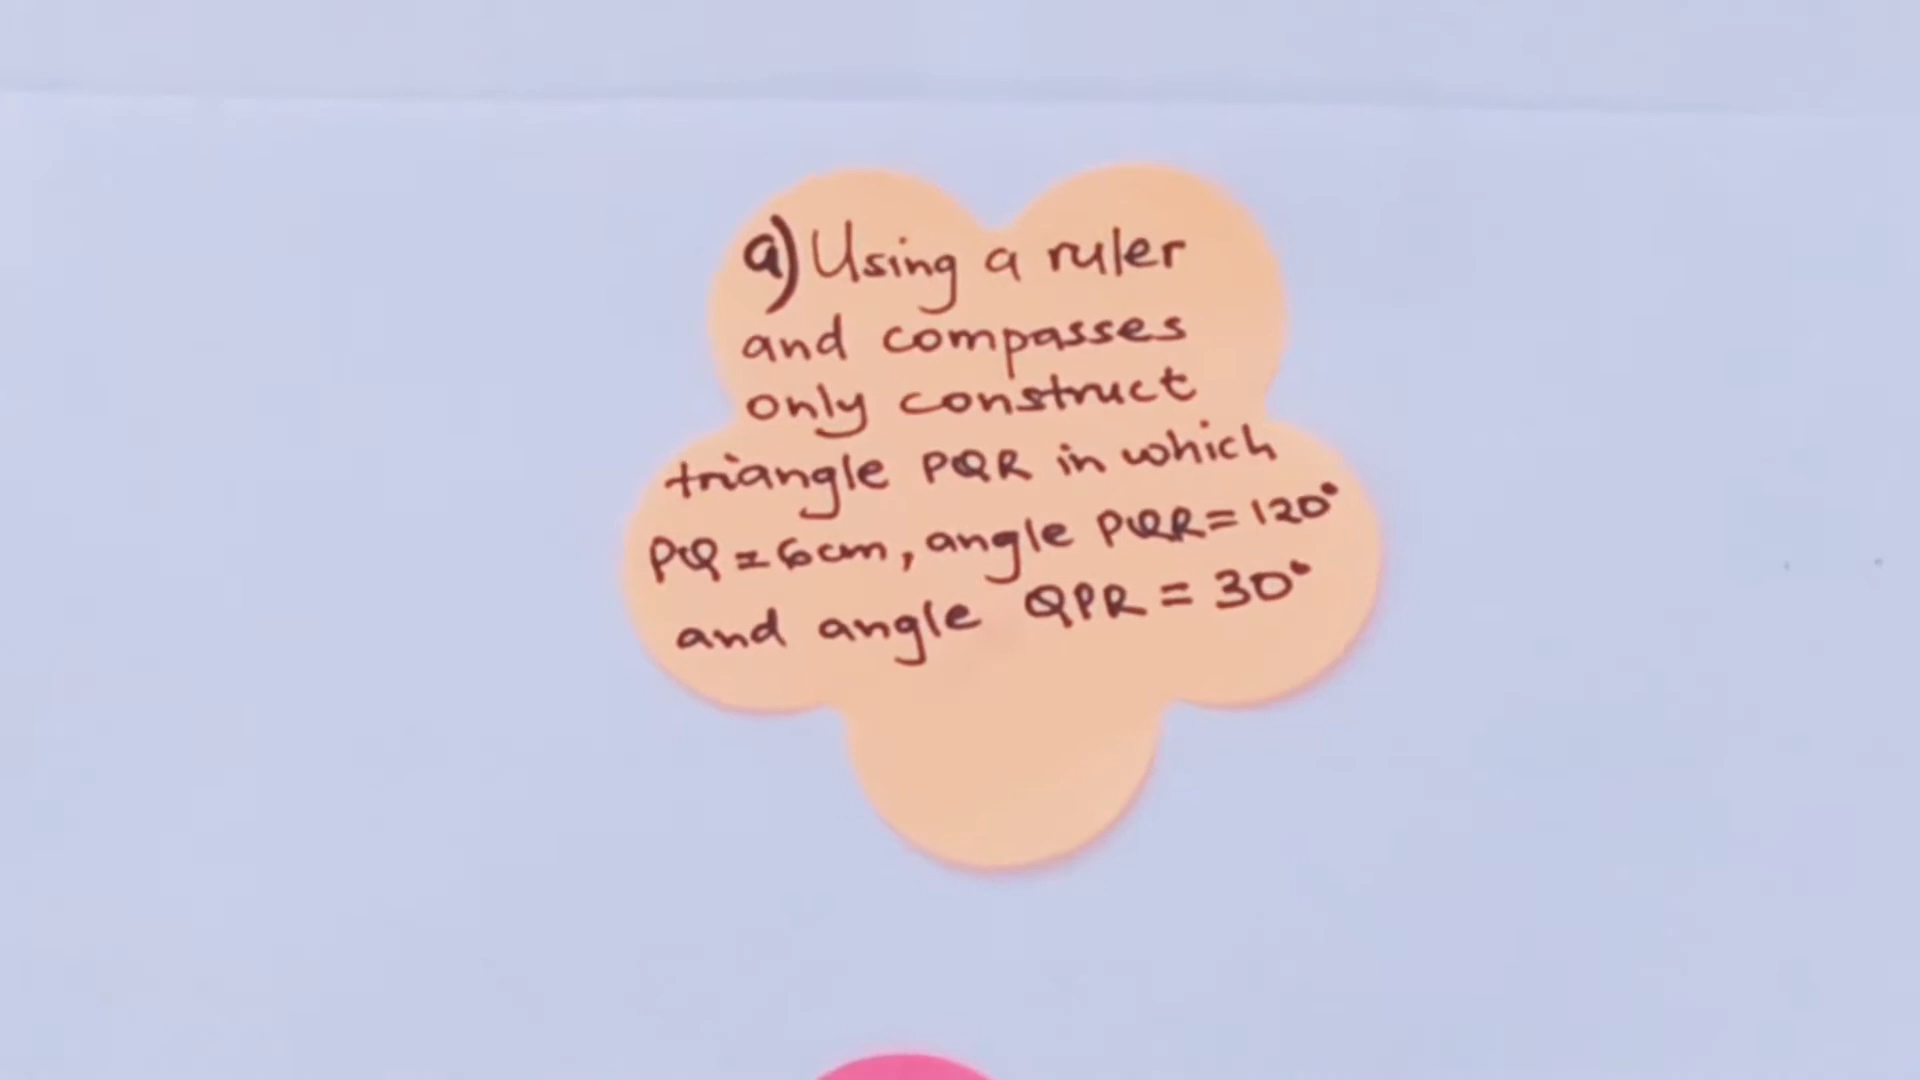 a) Using a ruler
and compasses
only construct
triangle PQR in which
PQ = 6cm, angle PQR = 120°
and angle QPR = 30°